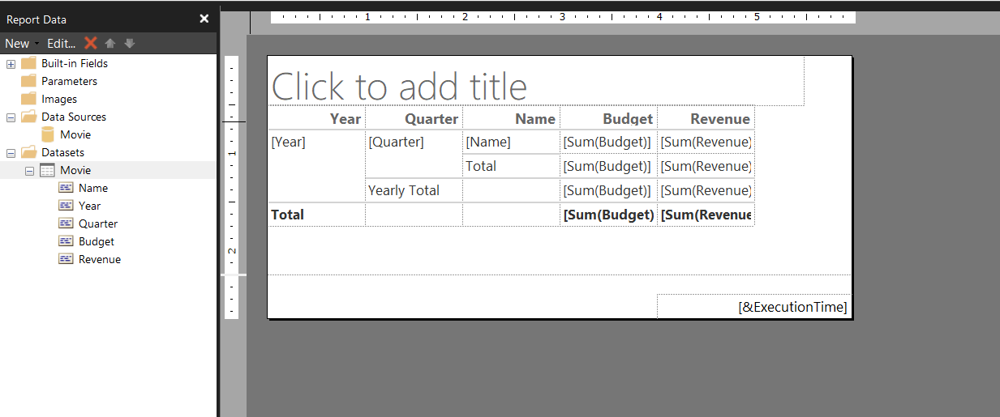 Report Data
New Edit...
Built-in Fields
Parameters
Images
Data Sources
Movie
Datasets
Movie
Name
Year
Quarter
Budget
Revenue
1 2 3 4 5
1
2
Click to add title
Year Quarter Name Budget Revenue
[Year] [Quarter] [Name] [Sum(Budget)] [Sum(Revenue)
Total [Sum(Budget)] [Sum(Revenue)
Yearly Total [Sum(Budget)] [Sum(Revenue)
Total [Sum(Budget) [Sum(Revenue
[&ExecutionTime]